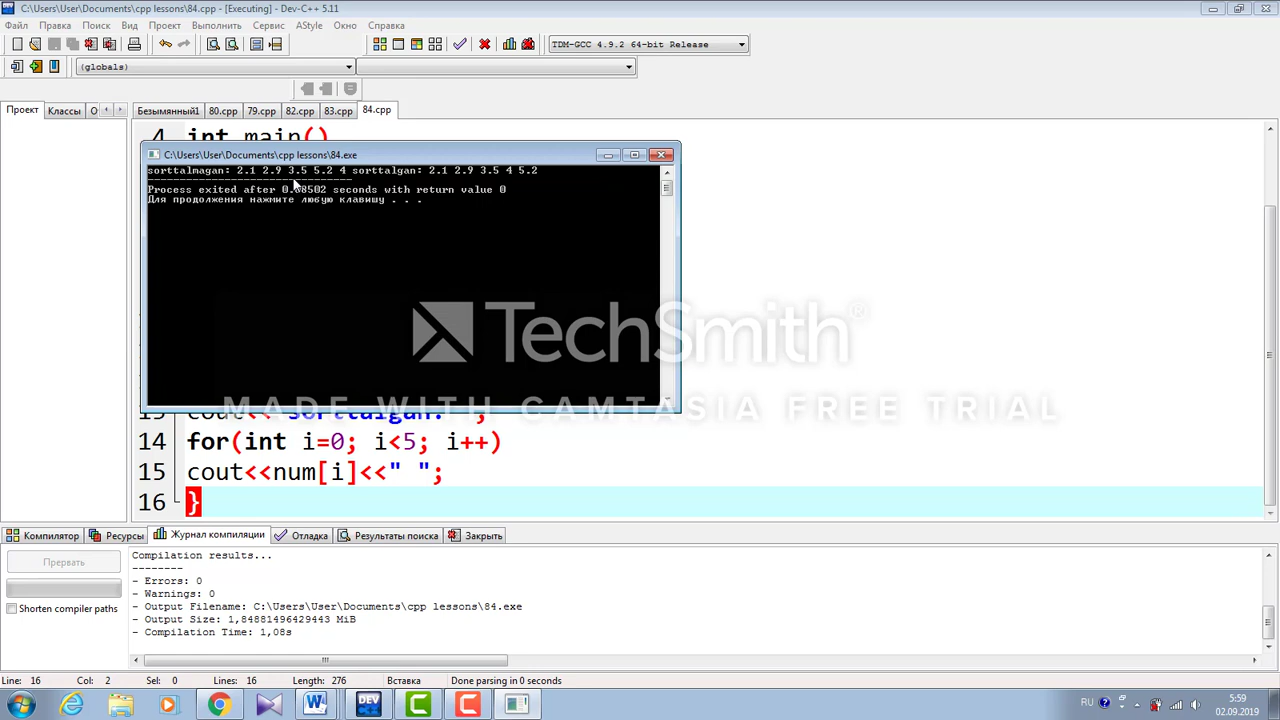 C:\Users\User\Documents\cpp lessons\84.cpp - [Executing] - Dev-C++ 5.11
Файл Правка Поиск Вид Проект Выполнить Сервис AStyle Окно Справка
TDM-GCC 4.9.2 64-bit Release
(globals)
Проект Классы О Безымянный1 80.cpp 79.cpp 82.cpp 83.cpp 84.cpp
4 int main()
C:\Users\User\Documents\cpp lessons\84.exe
sorttalmagan: 2.1 2.9 3.5 5.2 4 sorttalgan: 2.1 2.9 3.5 4 5.2
Process exited after 0.08502 seconds with return value 0
Для продолжения нажмите любую клавишу . . .
TechSmith®
MADE WITH CAMTASIA FREE TRIAL
14 for(int i=0; i<5; i++)
15 cout<<num[i]<<" ";
16 }
Компилятор Ресурсы Журнал компиляции Отладка Результаты поиска Закрыть
Прервать
Shorten compiler paths
Compilation results...
--------
- Errors: 0
- Warnings: 0
- Output Filename: C:\Users\User\Documents\cpp lessons\84.exe
- Output Size: 1,84881496429443 MiB
- Compilation Time: 1,08s
Line: 16 Col: 2 Sel: 0 Lines: 16 Length: 276 Вставка Done parsing in 0 seconds
RU 5:59
02.09.2019